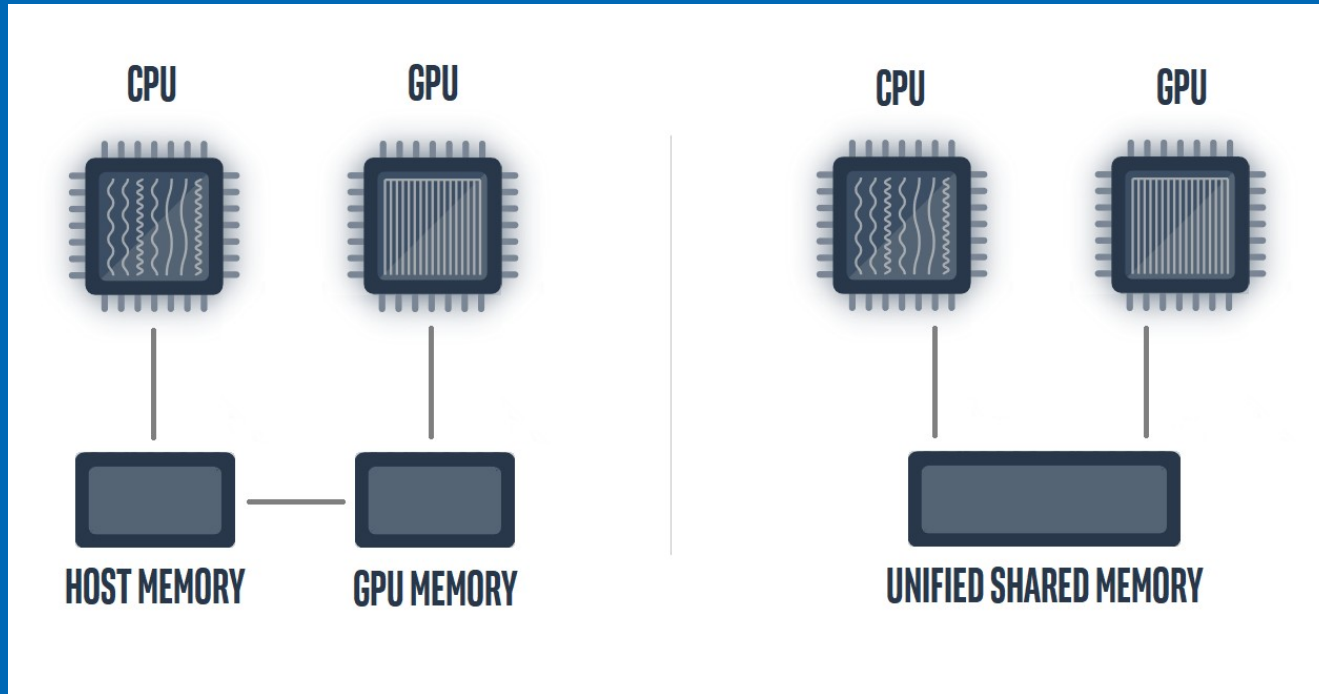 CPU
GPU
HOST MEMORY
GPU MEMORY
CPU
GPU
UNIFIED SHARED MEMORY